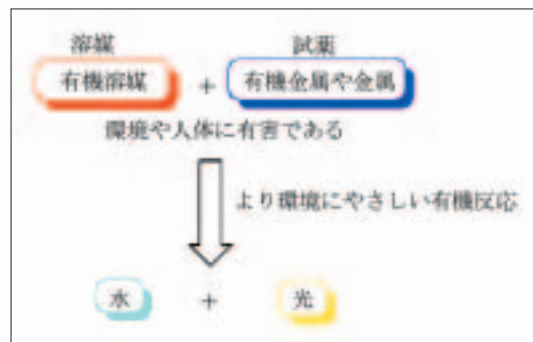 溶媒 試薬
有機溶媒 + 有機金属や金属
環境や人体に有害である
より環境にやさしい有機反応
水 + 光